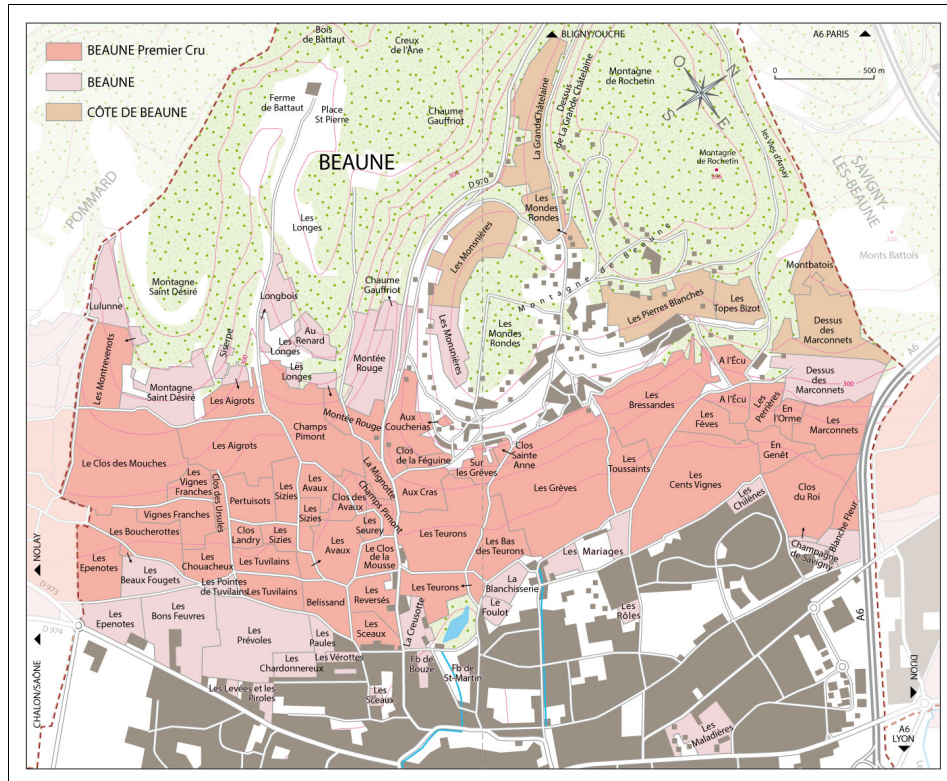 BEAUNE Premier Cru
BEAUNE
CÔTE DE BEAUNE
Bois
de Battaut
Creux
de l'Âne
BLIGNY/OUCHE
A6 PARIS
0
500 m
N
O
E
S
Ferme
de Battaut
Place
St Pierre
Chaume
Gauffriot
La Grande Châtelaine
Dessus
de La Grande Châtelaine
Montagne
de Rochetin
Montagne
de Rochetin
396
les Vles d'Arpay
BEAUNE
300
D 970
POMMARD
SAVIGNY-
LES-BEAUNE
Monts Battois
Les
Longes
Les
Mondes
Rondes
Les Monsnières
Montagne de Beaune
Montagne-
Saint Désiré
Chaume
Gauffriot
Longbois
Lulunne
Montbatois
Les Pierres Blanches
Les
Topes Bizot
Dessus
des
Marconnets
A6
Les
Mondes
Rondes
Les Monsnières
Siserpe
300
Les
Longes
Au
Renard
Montée
Rouge
Les Montrevenots
Montagne
Saint Désiré
Les
Longes
A l'Écu
Dessus
des
Marconnets
300
Les Aigrots
Montée Rouge
Aux
Coucherias
Les
Bressandes
A l'Écu
Les
Perrières
En
l'Orme
Les
Marconnets
Les
Fèves
Champs
Pimont
Les Aigrots
Clos
de la Féguine
Sur
les Grèves
Clos
Sainte
Anne
Les
Toussaints
En
Genêt
Le Clos des Mouches
La Mignotte
Champs Pimont
Les
Vignes
Franches
Clos des Ursules
Pertuisots
Les
Sizies
Les
Avaux
Clos des
Avaux
Aux Cras
Les Grèves
Les
Cents Vignes
Les
Chilènes
Clos
du Roi
Vignes Franches
Les
Sizies
Les
Seurey
Les Boucherottes
Clos
Landry
Les
Sizies
Les
Avaux
Les Teurons
Les Bas
des Teurons
Les Mariages
Champagne
de Savigny
Blanche Fleur
Les
Chouacheux
Les Tuvilains
Le Clos
de la
Mousse
Les
Epenotes
Les
Beaux Fougets
Les Pointes
de Tuvilains
Les Tuvilains
Belissand
Les
Reversés
Les Teurons
La
Blanchisserie
Le
Foulot
Les
Rôles
NOLAY
D 973
D 974
CHALON/SAÔNE
Les
Epenotes
Les
Bons Feuvres
Les
Prévoles
Les
Paules
Les
Sceaux
La Creusotte
Les Vérottes
Les
Chardonnereux
Fb de
Bouze
Fb de
St-Martin
Les Levées et les
Piroles
Les
Sceaux
Les
Maladières
A6
DIJON
A6
LYON